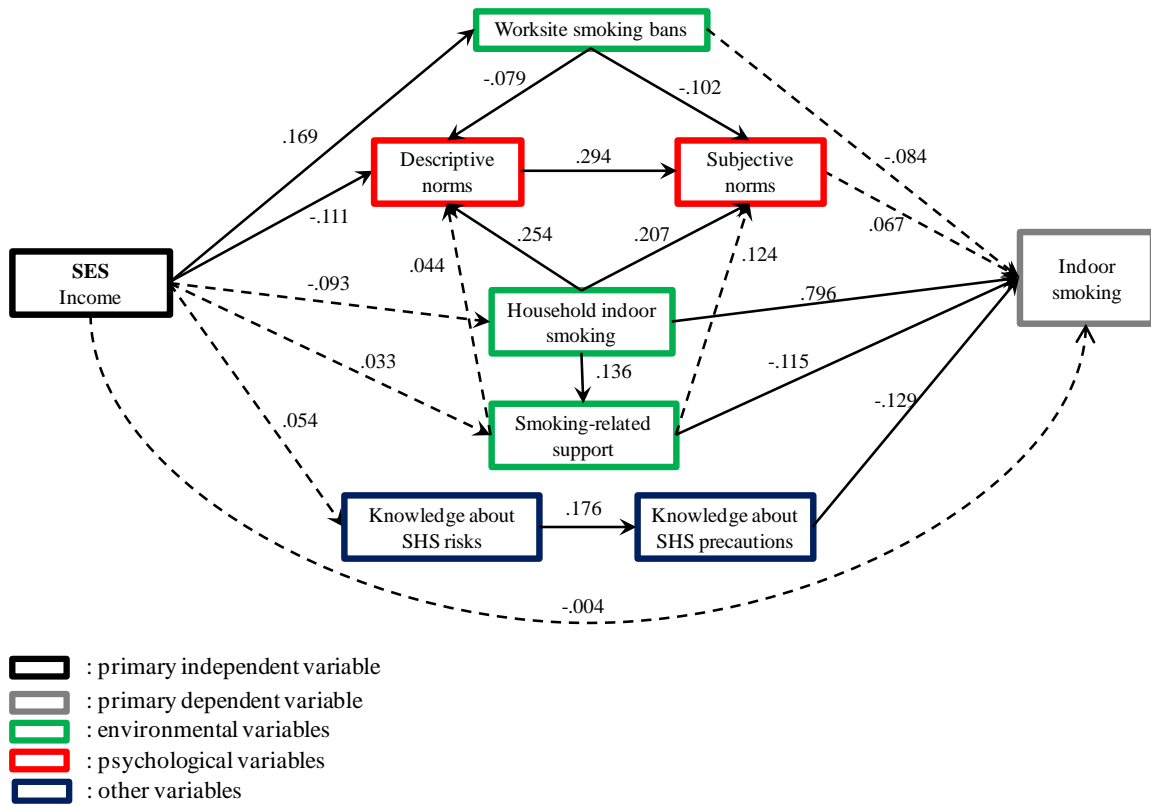 Worksite smoking bans
-.079
-.102
.169
Descriptive
norms
.294
Subjective
norms
-.084
-.111
.067
.254
.207
SES
Income
.044
.124
Indoor
smoking
-.093
Household indoor
smoking
.796
.033
.136
-.115
.054
Smoking-related
support
-.129
Knowledge about
SHS risks
.176
Knowledge about
SHS precautions
-.004
: primary independent variable
: primary dependent variable
: environmental variables
: psychological variables
: other variables